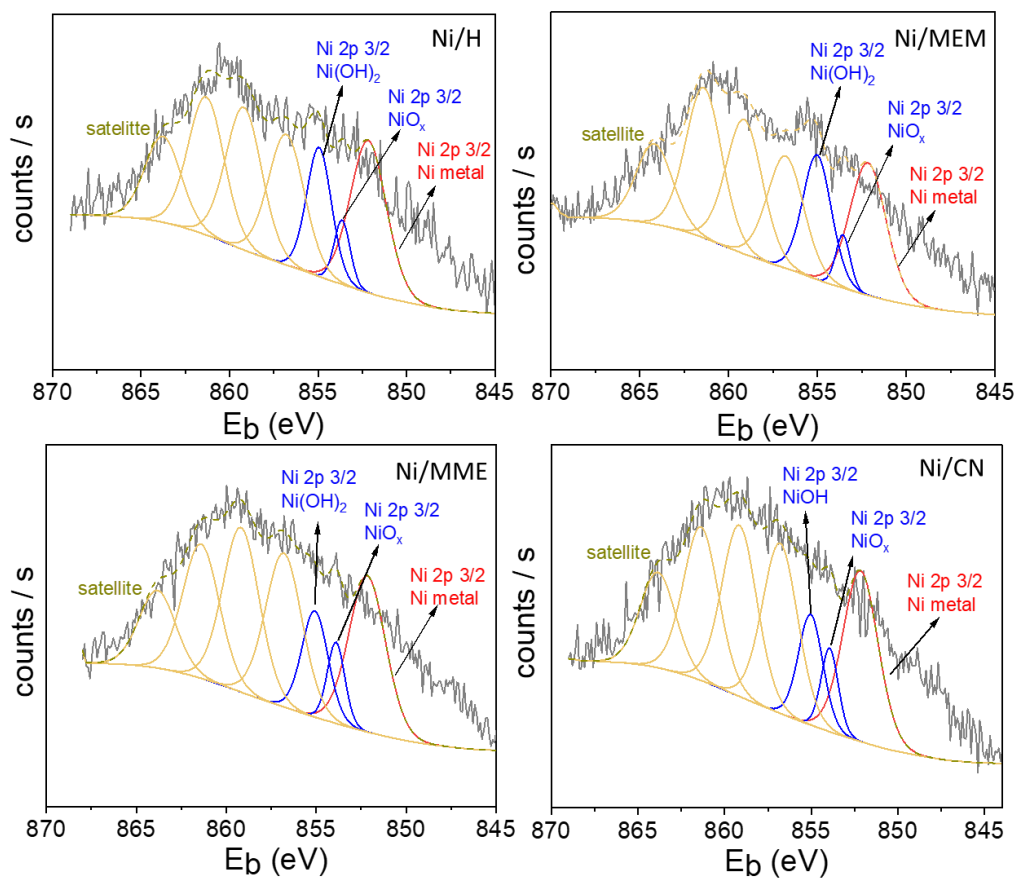 Ni/H
Ni 2p 3/2
Ni(OH)2
Ni 2p 3/2
NiOx
Ni 2p 3/2
Ni metal
satelitte
counts / s
870 865 860 855 850 845
Eb (eV)
Ni/MEM
Ni 2p 3/2
Ni(OH)2
Ni 2p 3/2
NiOx
Ni 2p 3/2
Ni metal
satellite
counts / s
870 865 860 855 850 845
Eb (eV)
Ni/MME
Ni 2p 3/2
Ni(OH)2
Ni 2p 3/2
NiOx
Ni 2p 3/2
Ni metal
satellite
counts / s
870 865 860 855 850 845
Eb (eV)
Ni/CN
Ni 2p 3/2
NiOH
Ni 2p 3/2
NiOx
Ni 2p 3/2
Ni metal
satellite
counts / s
870 865 860 855 850 845
Eb (eV)